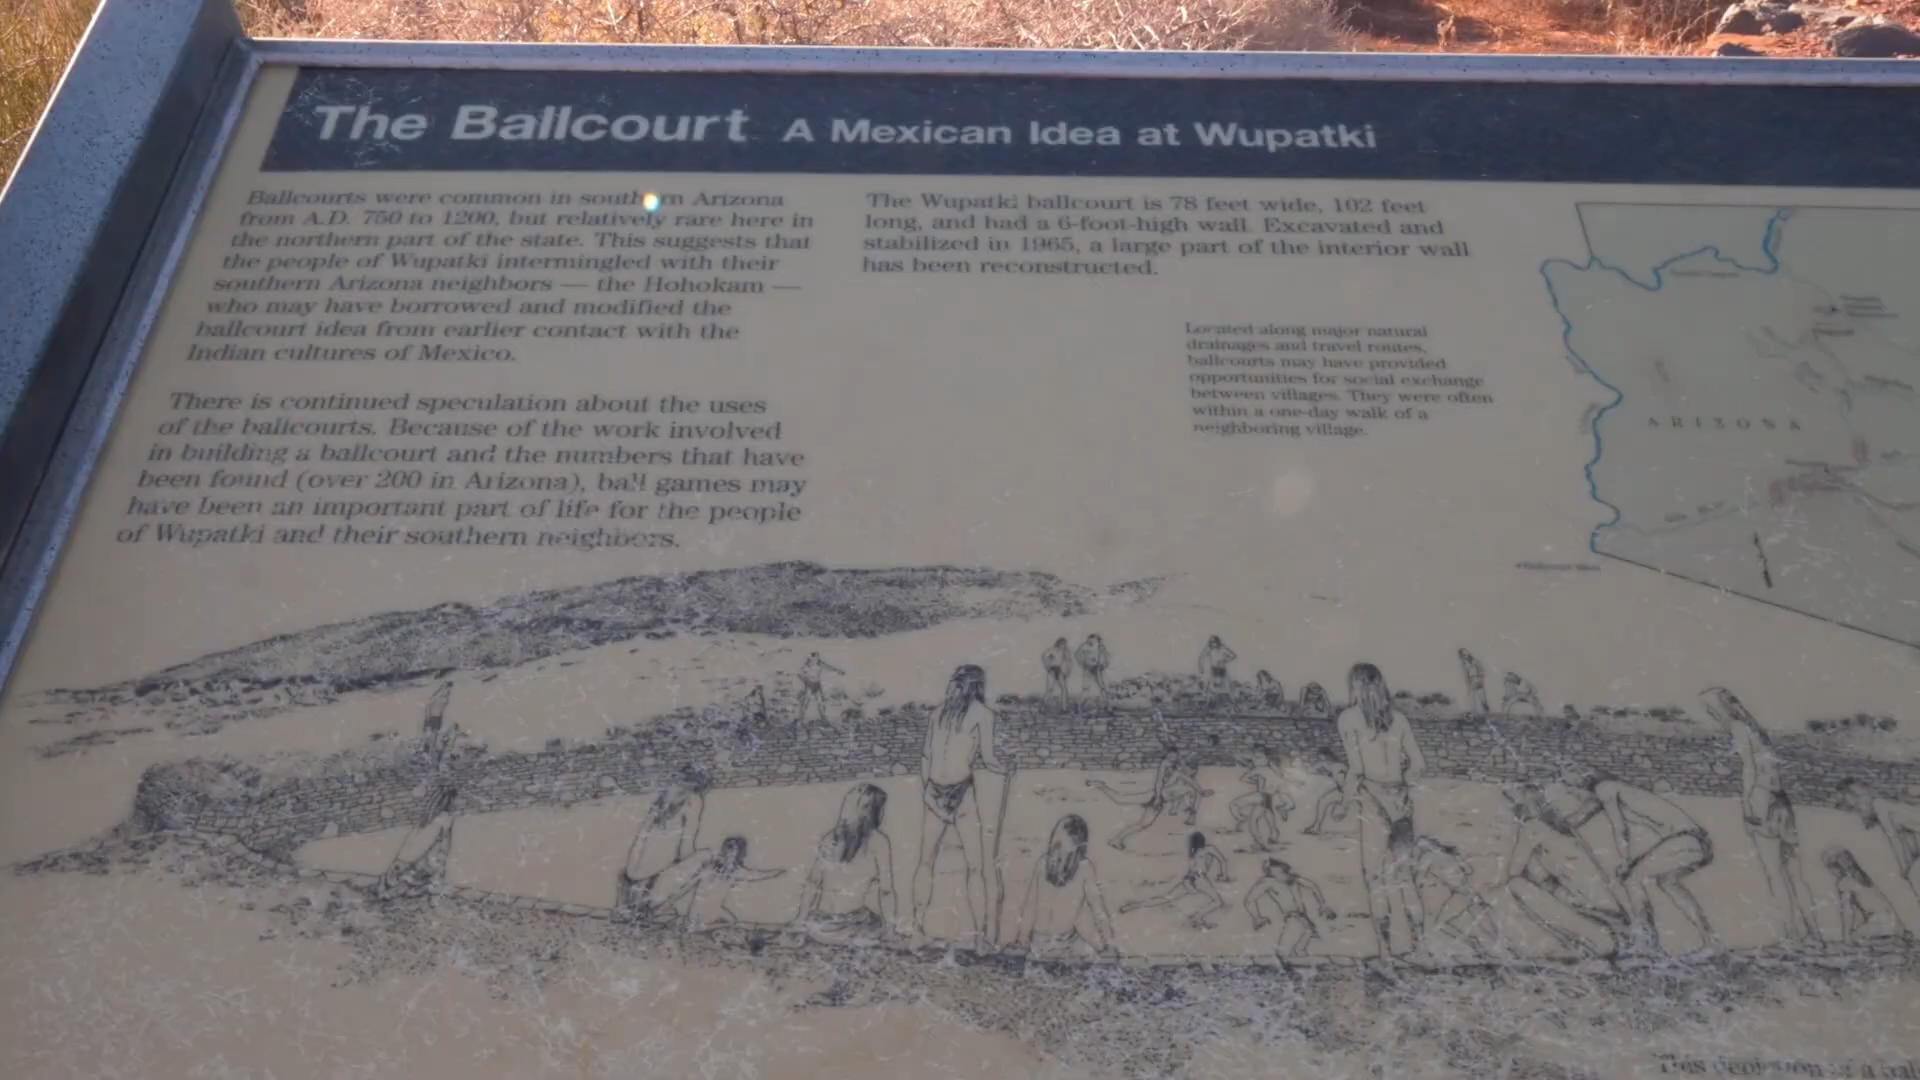 The Ballcourt A Mexican Idea at Wupatki
Ballcourts were common in southern Arizona
from A.D. 750 to 1200, but relatively rare here in
the northern part of the state. This suggests that
the people of Wupatki intermingled with their
southern Arizona neighbors — the Hohokam —
who may have borrowed and modified the
ballcourt idea from earlier contact with the
Indian cultures of Mexico.
There is continued speculation about the uses
of the ballcourts. Because of the work involved
in building a ballcourt and the numbers that have
been found (over 200 in Arizona), ball games may
have been an important part of life for the people
of Wupatki and their southern neighbors.
The Wupatki ballcourt is 78 feet wide, 102 feet
long, and had a 6-foot-high wall. Excavated and
stabilized in 1965, a large part of the interior wall
has been reconstructed.
Located along major natural
drainages and travel routes,
ballcourts may have provided
opportunities for social exchange
between villages. They were often
within a one-day walk of a
neighboring village.
ARIZONA
This depiction of a